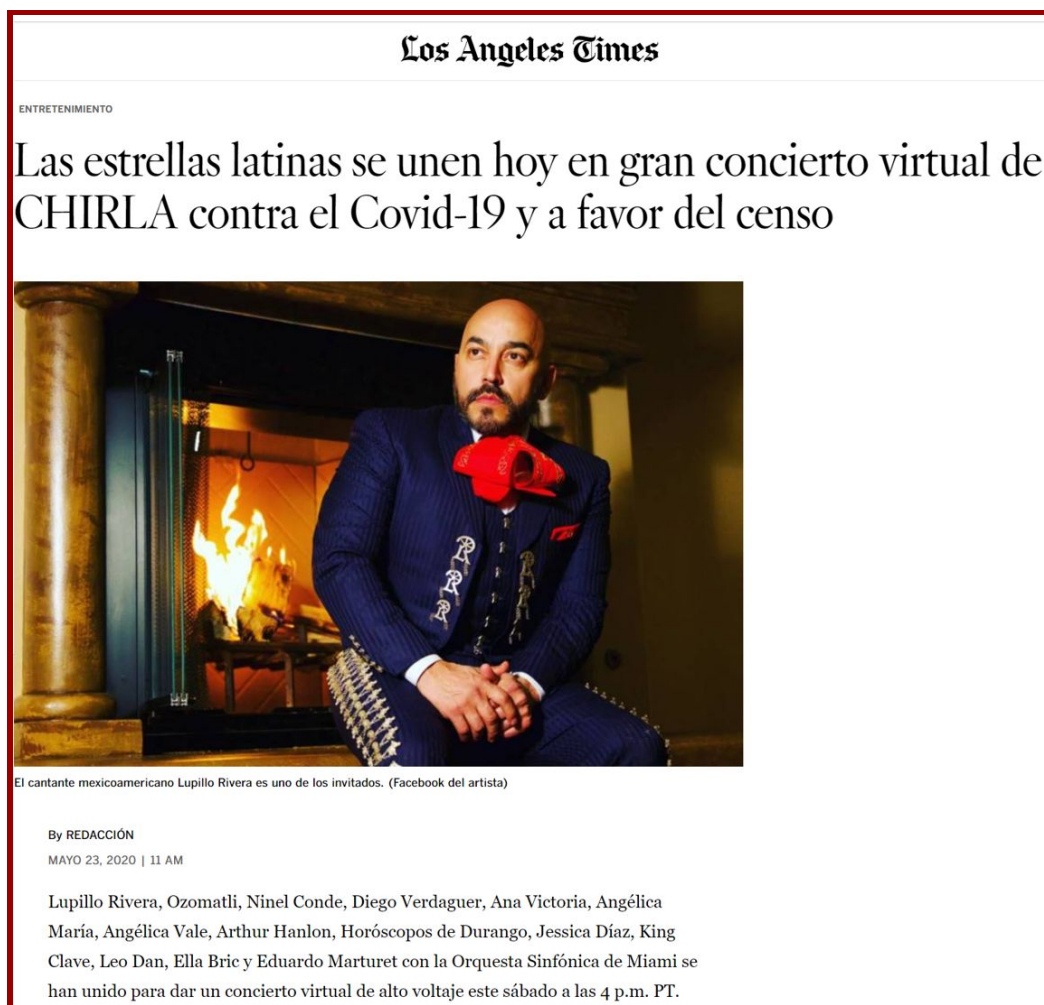 Los Angeles Times
ENTRETENIMIENTO
Las estrellas latinas se unen hoy en gran concierto virtual de
CHIRLA contra el Covid-19 y a favor del censo
El cantante mexicoamericano Lupillo Rivera es uno de los invitados. (Facebook del artista)
By REDACCIÓN
MAYO 23, 2020 | 11 AM
Lupillo Rivera, Ozomatli, Ninel Conde, Diego Verdaguer, Ana Victoria, Angélica
María, Angélica Vale, Arthur Hanlon, Horóscopos de Durango, Jessica Díaz, King
Clave, Leo Dan, Ella Bric y Eduardo Marturet con la Orquesta Sinfónica de Miami se
han unido para dar un concierto virtual de alto voltaje este sábado a las 4 p.m. PT.